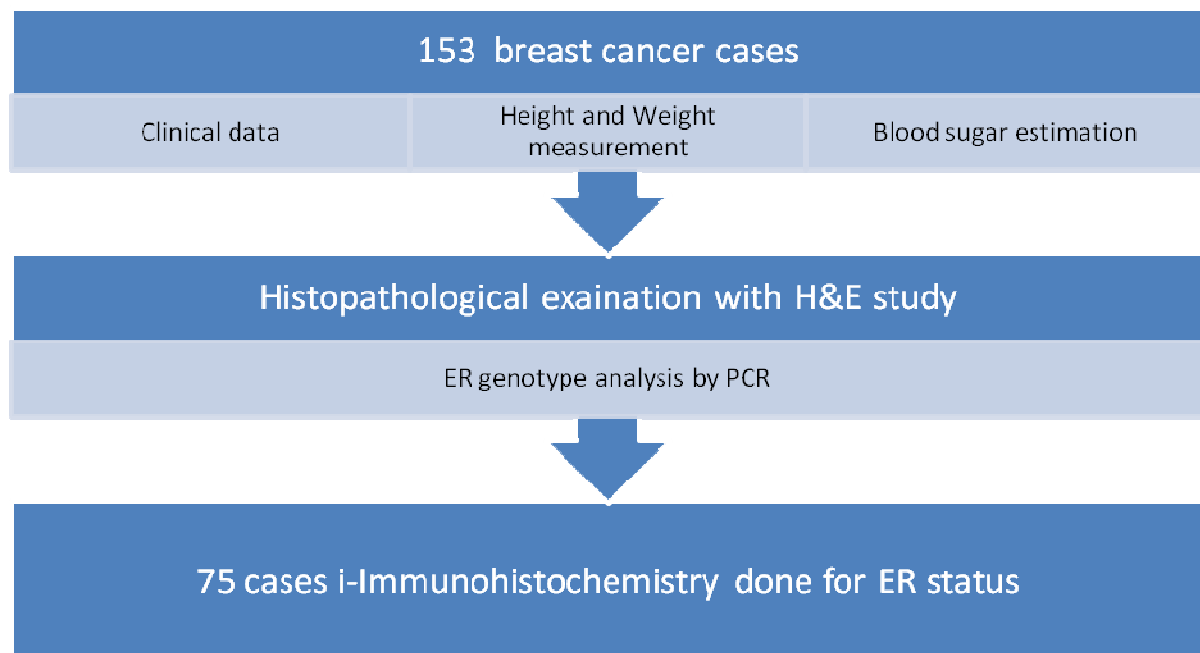 153 breast cancer cases
Clinical data
Height and Weight
measurement
Blood sugar estimation
Histopathological exaination with H&E study
ER genotype analysis by PCR
75 cases i-Immunohistochemistry done for ER status